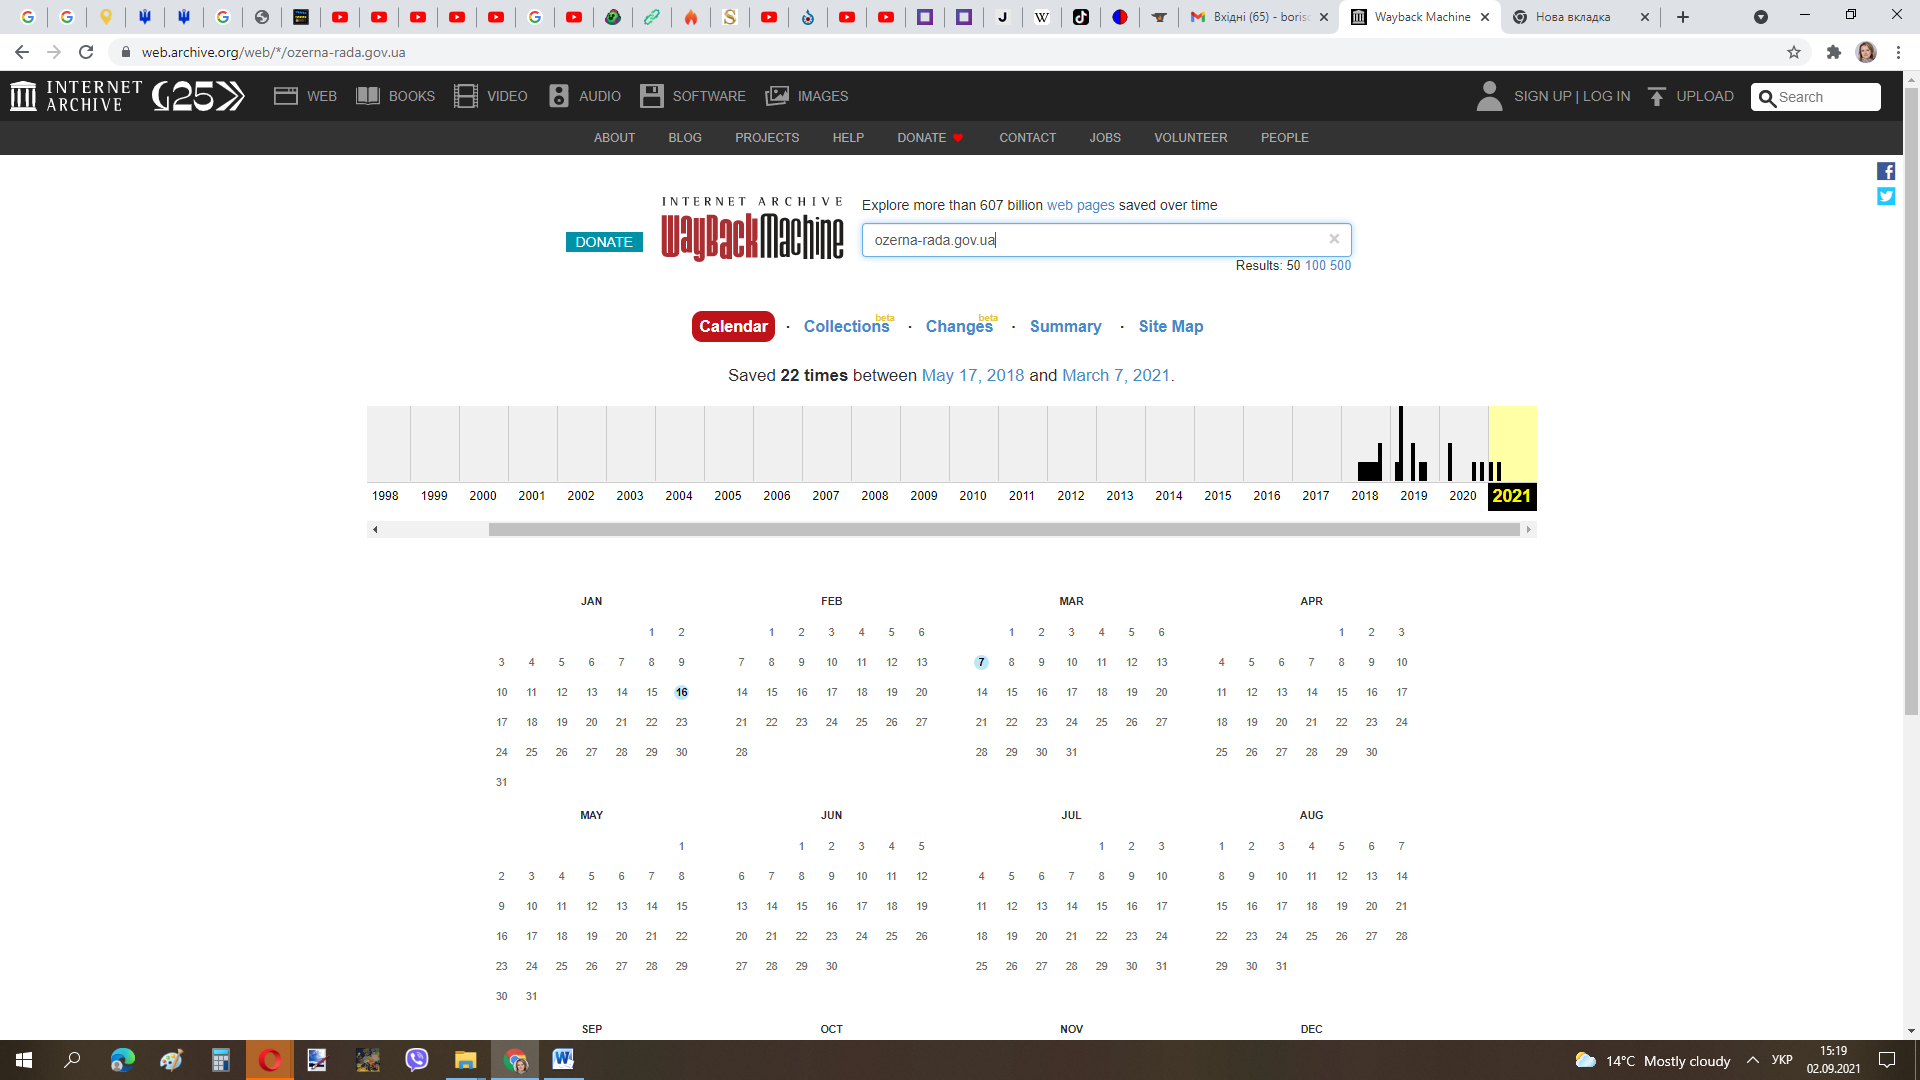 Вхідні (65) - boris
Wayback Machine
Нова вкладка
web.archive.org/web/*/ozerna-rada.gov.ua
INTERNET ARCHIVE
25
WEB BOOKS VIDEO AUDIO SOFTWARE IMAGES
SIGN UP | LOG IN UPLOAD Search
ABOUT BLOG PROJECTS HELP DONATE CONTACT JOBS VOLUNTEER PEOPLE
DONATE
INTERNET ARCHIVE
WayBackMachine
Explore more than 607 billion web pages saved over time
ozerna-rada.gov.ua
Results: 50 100 500
Calendar · Collections beta · Changes beta · Summary · Site Map
Saved 22 times between May 17, 2018 and March 7, 2021.
1998 1999 2000 2001 2002 2003 2004 2005 2006 2007 2008 2009 2010 2011 2012 2013 2014 2015 2016 2017 2018 2019 2020 2021
JAN FEB MAR APR
1 2 1 2 3 4 5 6 1 2 3 4 5 6 1 2 3
3 4 5 6 7 8 9 7 8 9 10 11 12 13 7 8 9 10 11 12 13 4 5 6 7 8 9 10
10 11 12 13 14 15 16 14 15 16 17 18 19 20 14 15 16 17 18 19 20 11 12 13 14 15 16 17
17 18 19 20 21 22 23 21 22 23 24 25 26 27 21 22 23 24 25 26 27 18 19 20 21 22 23 24
24 25 26 27 28 29 30 28 28 29 30 31 25 26 27 28 29 30
31
MAY JUN JUL AUG
1 1 2 3 4 5 1 2 3 1 2 3 4 5 6 7
2 3 4 5 6 7 8 6 7 8 9 10 11 12 4 5 6 7 8 9 10 8 9 10 11 12 13 14
9 10 11 12 13 14 15 13 14 15 16 17 18 19 11 12 13 14 15 16 17 15 16 17 18 19 20 21
16 17 18 19 20 21 22 20 21 22 23 24 25 26 18 19 20 21 22 23 24 22 23 24 25 26 27 28
23 24 25 26 27 28 29 27 28 29 30 25 26 27 28 29 30 31 29 30 31
30 31
SEP OCT NOV DEC
14°C Mostly cloudy УКР 15:19
02.09.2021